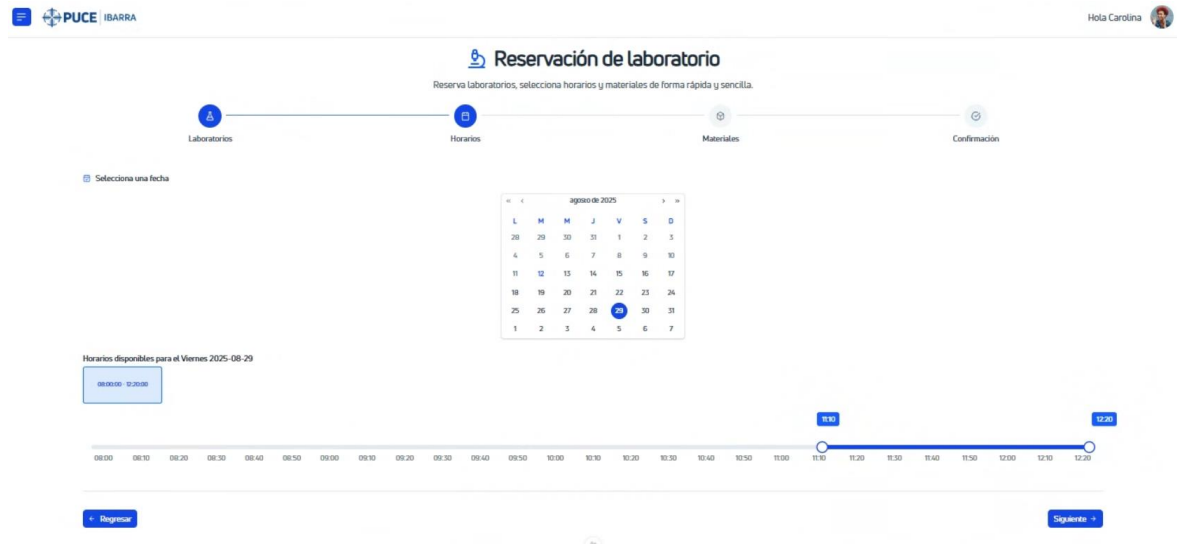 PUCE IBARRA
Hola Carolina
Reservación de laboratorio
Reserva laboratorios, selecciona horarios y materiales de forma rápida y sencilla.
Laboratorios Horarios Materiales Confirmación
Selecciona una fecha
« ‹ agosto de 2025 › »
L M M J V S D
28 29 30 31 1 2 3
4 5 6 7 8 9 10
11 12 13 14 15 16 17
18 19 20 21 22 23 24
25 26 27 28 29 30 31
1 2 3 4 5 6 7
Horarios disponibles para el Viernes 2025-08-29
08:00:00 - 12:20:00
11:10 12:20
08:00 08:10 08:20 08:30 08:40 08:50 09:00 09:10 09:20 09:30 09:40 09:50 10:00 10:10 10:20 10:30 10:40 10:50 11:00 11:10 11:20 11:30 11:40 11:50 12:00 12:10 12:20
← Regresar Siguiente →